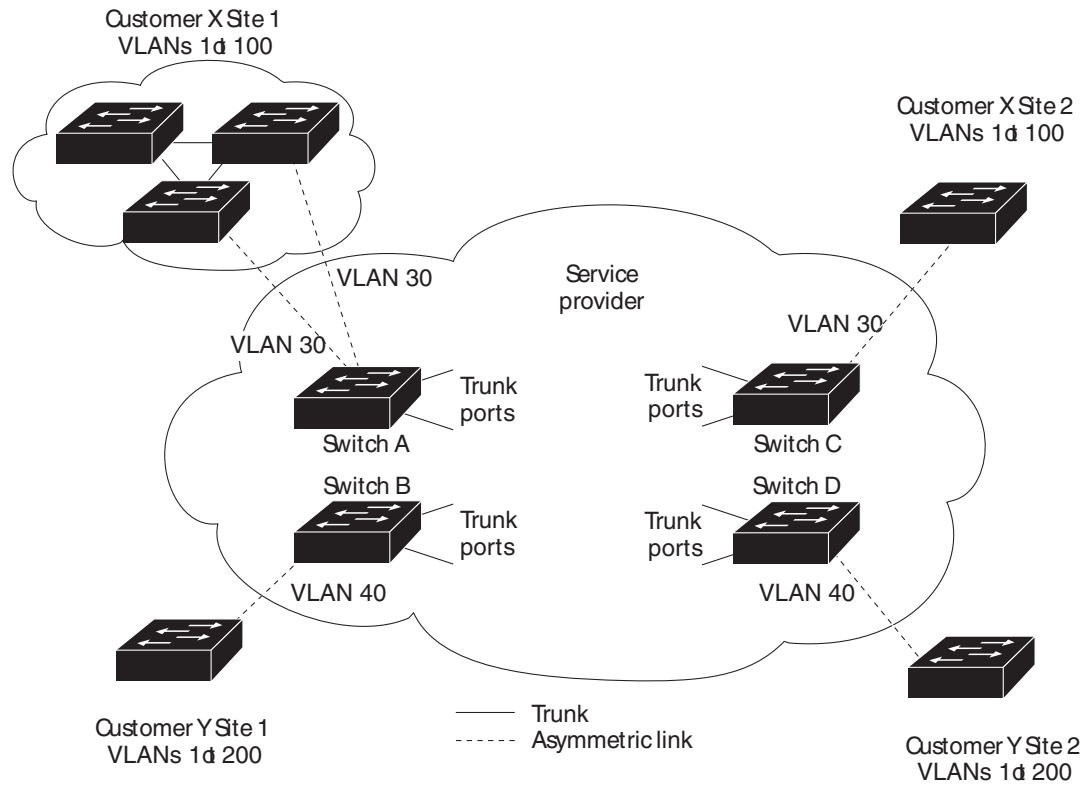 Customer X Site 1
VLANs 1 to 100
Customer X Site 2
VLANs 1 to 100
VLAN 30
Service
provider
VLAN 30
VLAN 30
Trunk
ports
Trunk
ports
Switch A
Switch C
Switch B
Switch D
Trunk
ports
Trunk
ports
VLAN 40
VLAN 40
Customer Y Site 1
VLANs 1 to 200
Trunk
Asymmetric link
Customer Y Site 2
VLANs 1 to 200